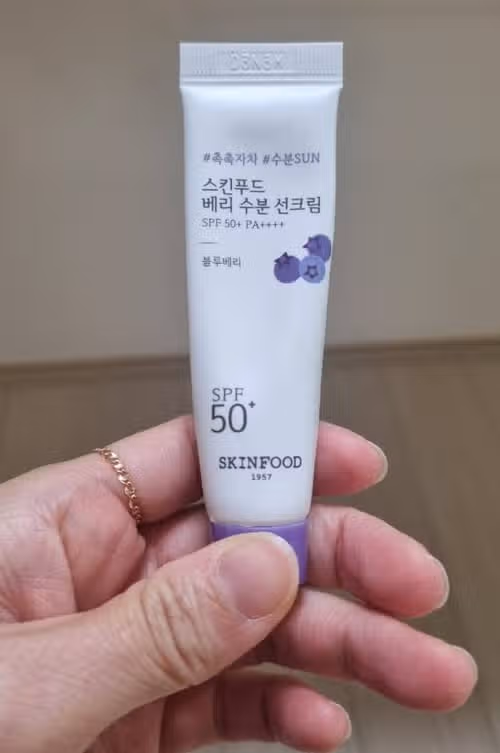 #촉촉자차 #수분SUN
스킨푸드
베리 수분 선크림
SPF 50+ PA++++
블루베리
SPF
50+
SKINFOOD
1957